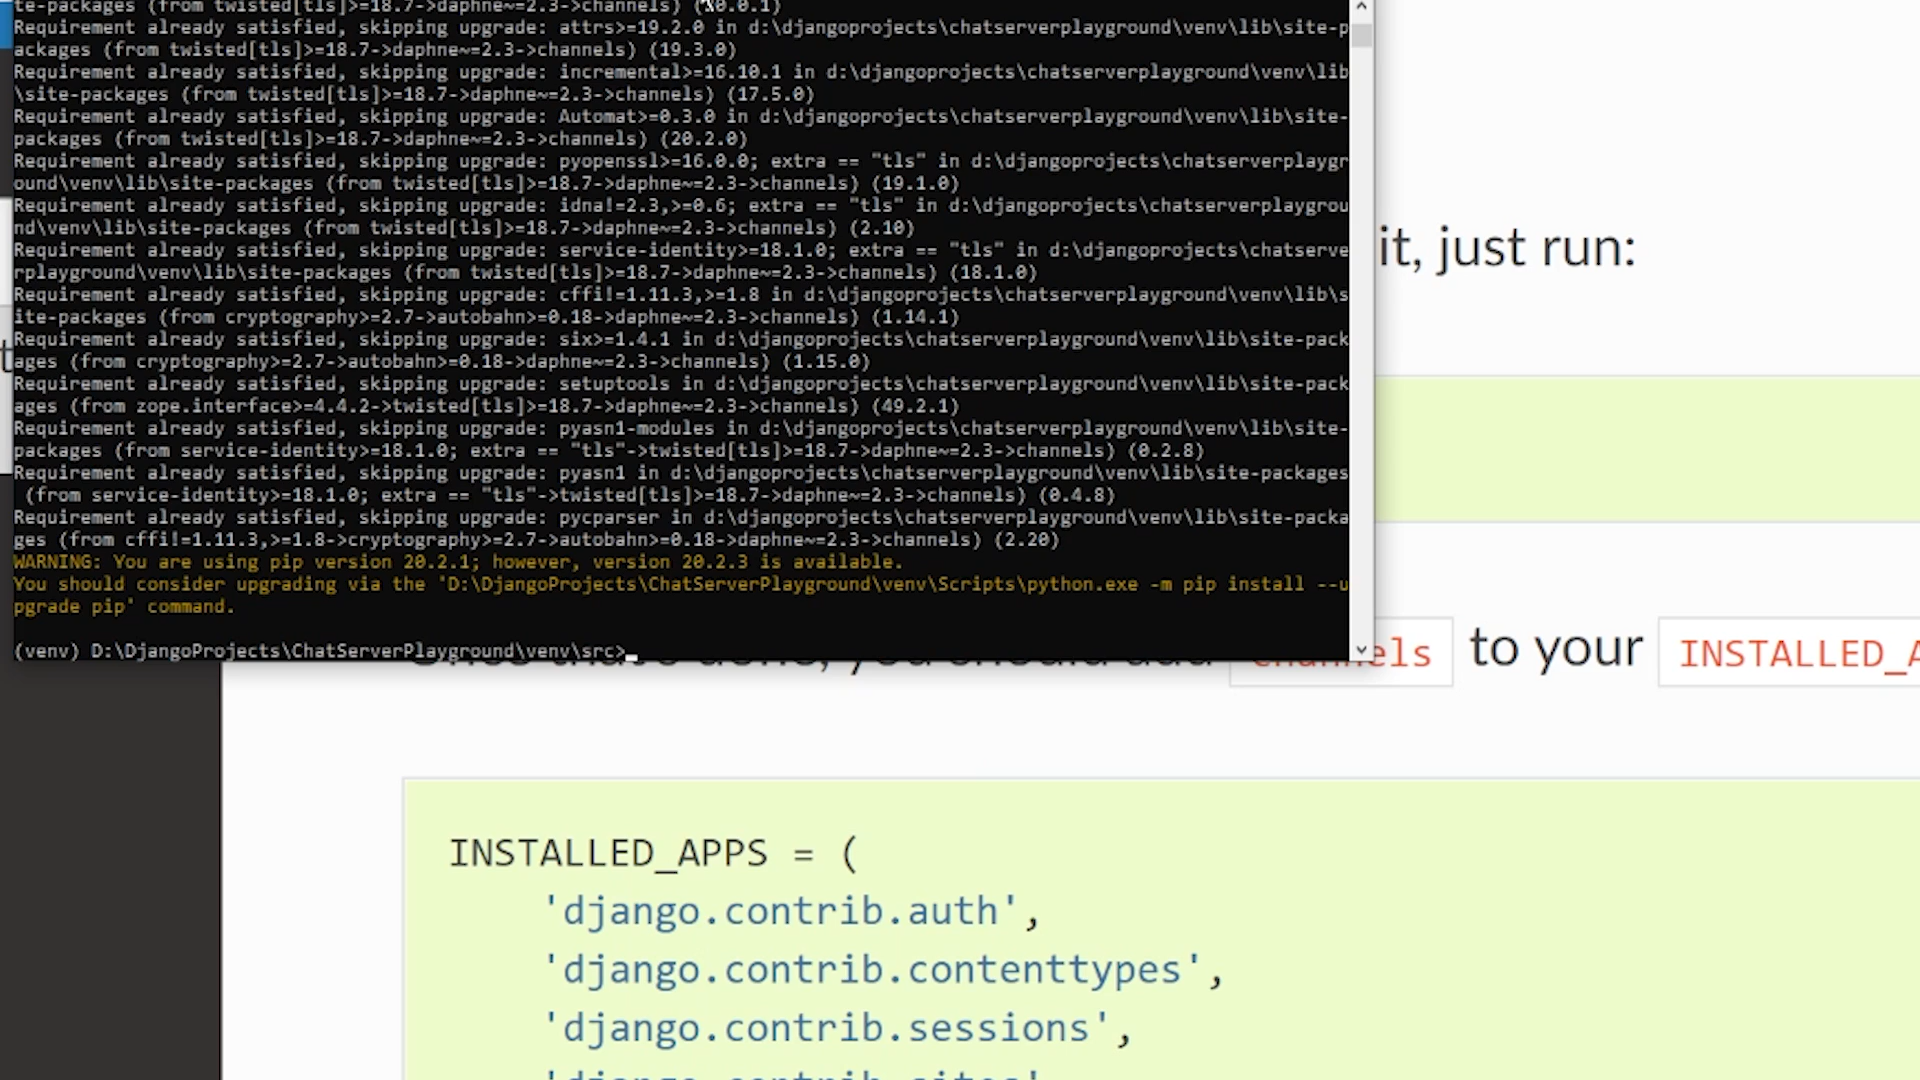 te-packages (from twisted[tls]>=18.7->daphne~=2.3->channels)
Requirement already satisfied, skipping upgrade: attrs>=19.2.0 in d:\djangoprojects\chatserverplayground\venv\lib\site-p
ackages (from twisted[tls]>=18.7->daphne~=2.3->channels) (19.3.0)
Requirement already satisfied, skipping upgrade: incremental>=16.10.1 in d:\djangoprojects\chatserverplayground\venv\lib
\site-packages (from twisted[tls]>=18.7->daphne~=2.3->channels) (17.5.0)
Requirement already satisfied, skipping upgrade: Automat>=0.3.0 in d:\djangoprojects\chatserverplayground\venv\lib\site-
packages (from twisted[tls]>=18.7->daphne~=2.3->channels) (20.2.0)
Requirement already satisfied, skipping upgrade: pyopenssl>=16.0.0; extra == "tls" in d:\djangoprojects\chatserverplaygr
ound\venv\lib\site-packages (from twisted[tls]>=18.7->daphne~=2.3->channels) (19.1.0)
Requirement already satisfied, skipping upgrade: idna!=2.3,>=0.6; extra == "tls" in d:\djangoprojects\chatserverplaygrou
nd\venv\lib\site-packages (from twisted[tls]>=18.7->daphne~=2.3->channels) (2.10)
Requirement already satisfied, skipping upgrade: service-identity>=18.1.0; extra == "tls" in d:\djangoprojects\chatserve
rplayground\venv\lib\site-packages (from twisted[tls]>=18.7->daphne~=2.3->channels) (18.1.0)
Requirement already satisfied, skipping upgrade: cffi!=1.11.3,>=1.8 in d:\djangoprojects\chatserverplayground\venv\lib\s
ite-packages (from cryptography>=2.7->autobahn>=0.18->daphne~=2.3->channels) (1.14.1)
Requirement already satisfied, skipping upgrade: six>=1.4.1 in d:\djangoprojects\chatserverplayground\venv\lib\site-pack
ages (from cryptography>=2.7->autobahn>=0.18->daphne~=2.3->channels) (1.15.0)
Requirement already satisfied, skipping upgrade: setuptools in d:\djangoprojects\chatserverplayground\venv\lib\site-pack
ages (from zope.interface>=4.4.2->twisted[tls]>=18.7->daphne~=2.3->channels) (49.2.1)
Requirement already satisfied, skipping upgrade: pyasn1-modules in d:\djangoprojects\chatserverplayground\venv\lib\site-
packages (from service-identity>=18.1.0; extra == "tls"->twisted[tls]>=18.7->daphne~=2.3->channels) (0.2.8)
Requirement already satisfied, skipping upgrade: pyasn1 in d:\djangoprojects\chatserverplayground\venv\lib\site-packages
(from service-identity>=18.1.0; extra == "tls"->twisted[tls]>=18.7->daphne~=2.3->channels) (0.4.8)
Requirement already satisfied, skipping upgrade: pycparser in d:\djangoprojects\chatserverplayground\venv\lib\site-packa
ges (from cffi!=1.11.3,>=1.8->cryptography>=2.7->autobahn>=0.18->daphne~=2.3->channels) (2.20)
WARNING: You are using pip version 20.2.1; however, version 20.2.3 is available.
You should consider upgrading via the 'D:\DjangoProjects\ChatServerPlayground\venv\Scripts\python.exe -m pip install --u
pgrade pip' command.
(venv) D:\DjangoProjects\ChatServerPlayground\venv\src>
it, just run:
to your INSTALLED_A
INSTALLED_APPS = (
'django.contrib.auth',
'django.contrib.contenttypes',
'django.contrib.sessions',